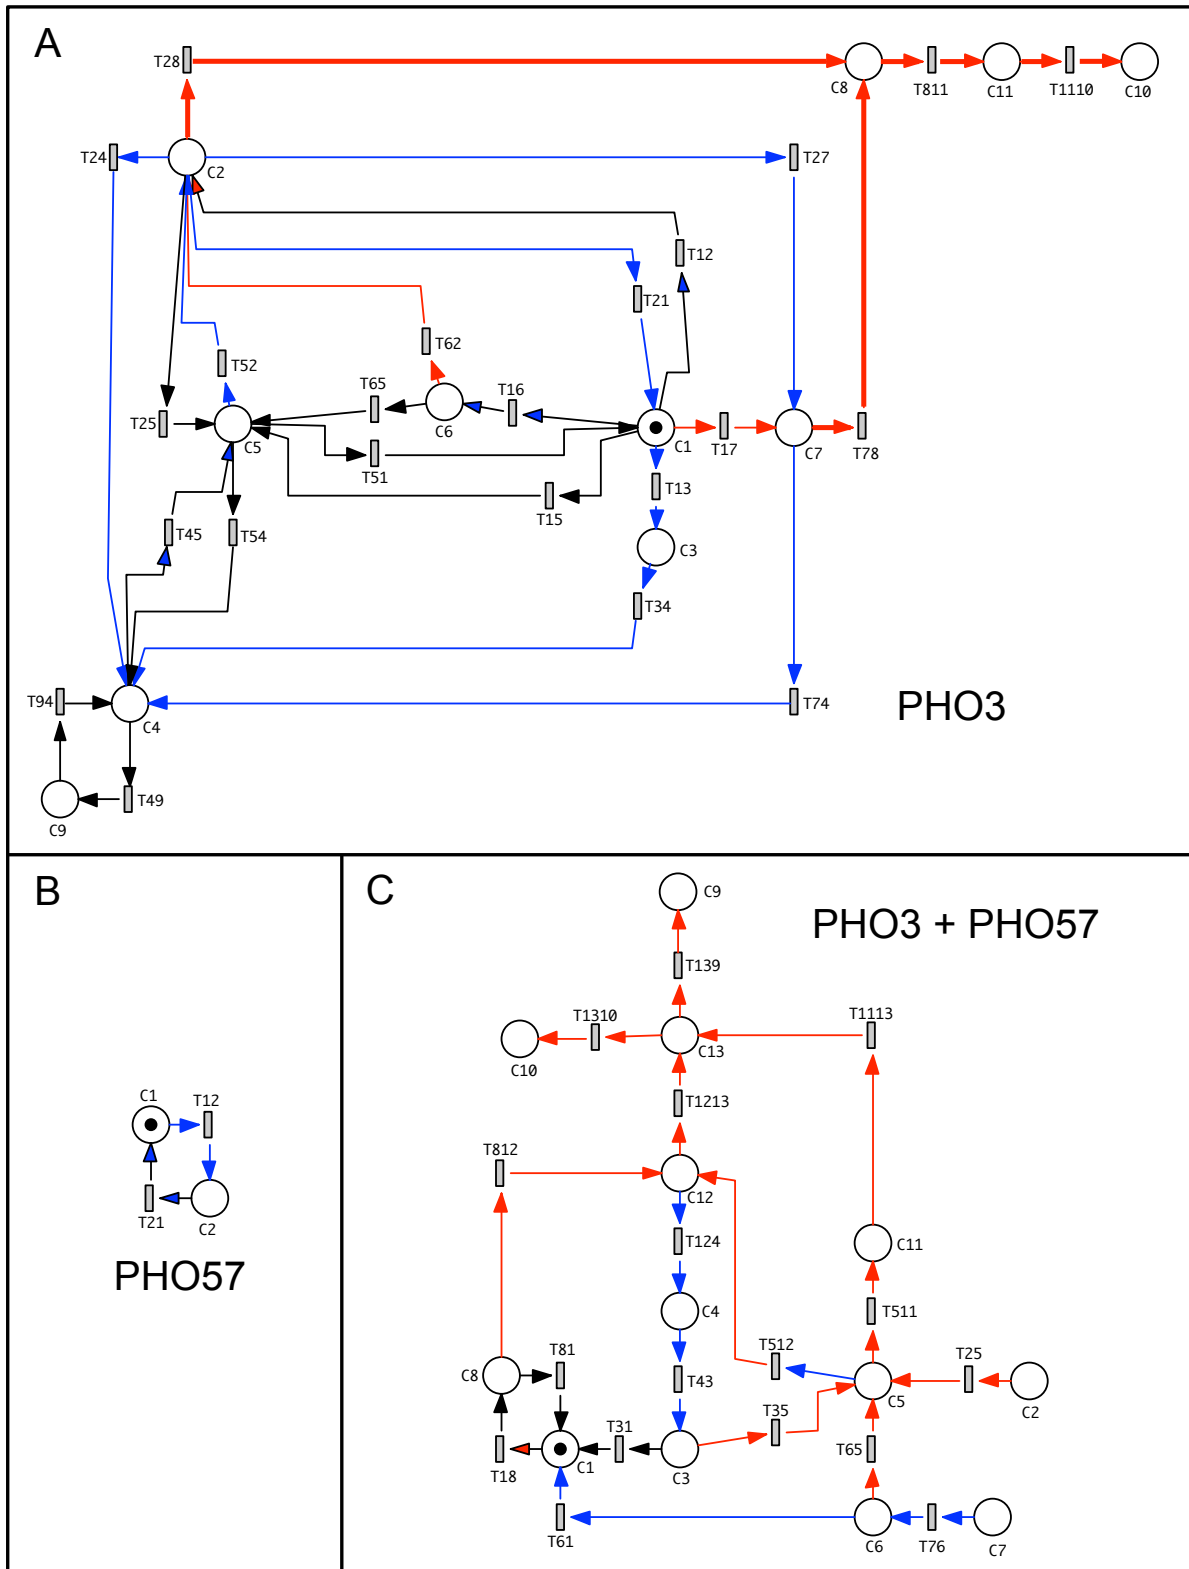 A
T28
C8
T811
C11
T1110
C10
T24
C2
T27
T12
T21
T62
T52
T65
T16
T25
C5
C6
C1
T17
C7
T78
T51
T13
T15
T45
T54
C3
T34
T94
C4
T74
PHO3
T49
C9
B
C1
T12
T21
C2
PHO57
C
C9
PHO3 + PHO57
T139
T1310
T1113
C10
C13
T1213
T812
C12
T124
C11
C4
T511
T81
T512
T25
C8
T43
C5
C2
T31
T35
T18
C1
C3
T65
T61
C6
T76
C7